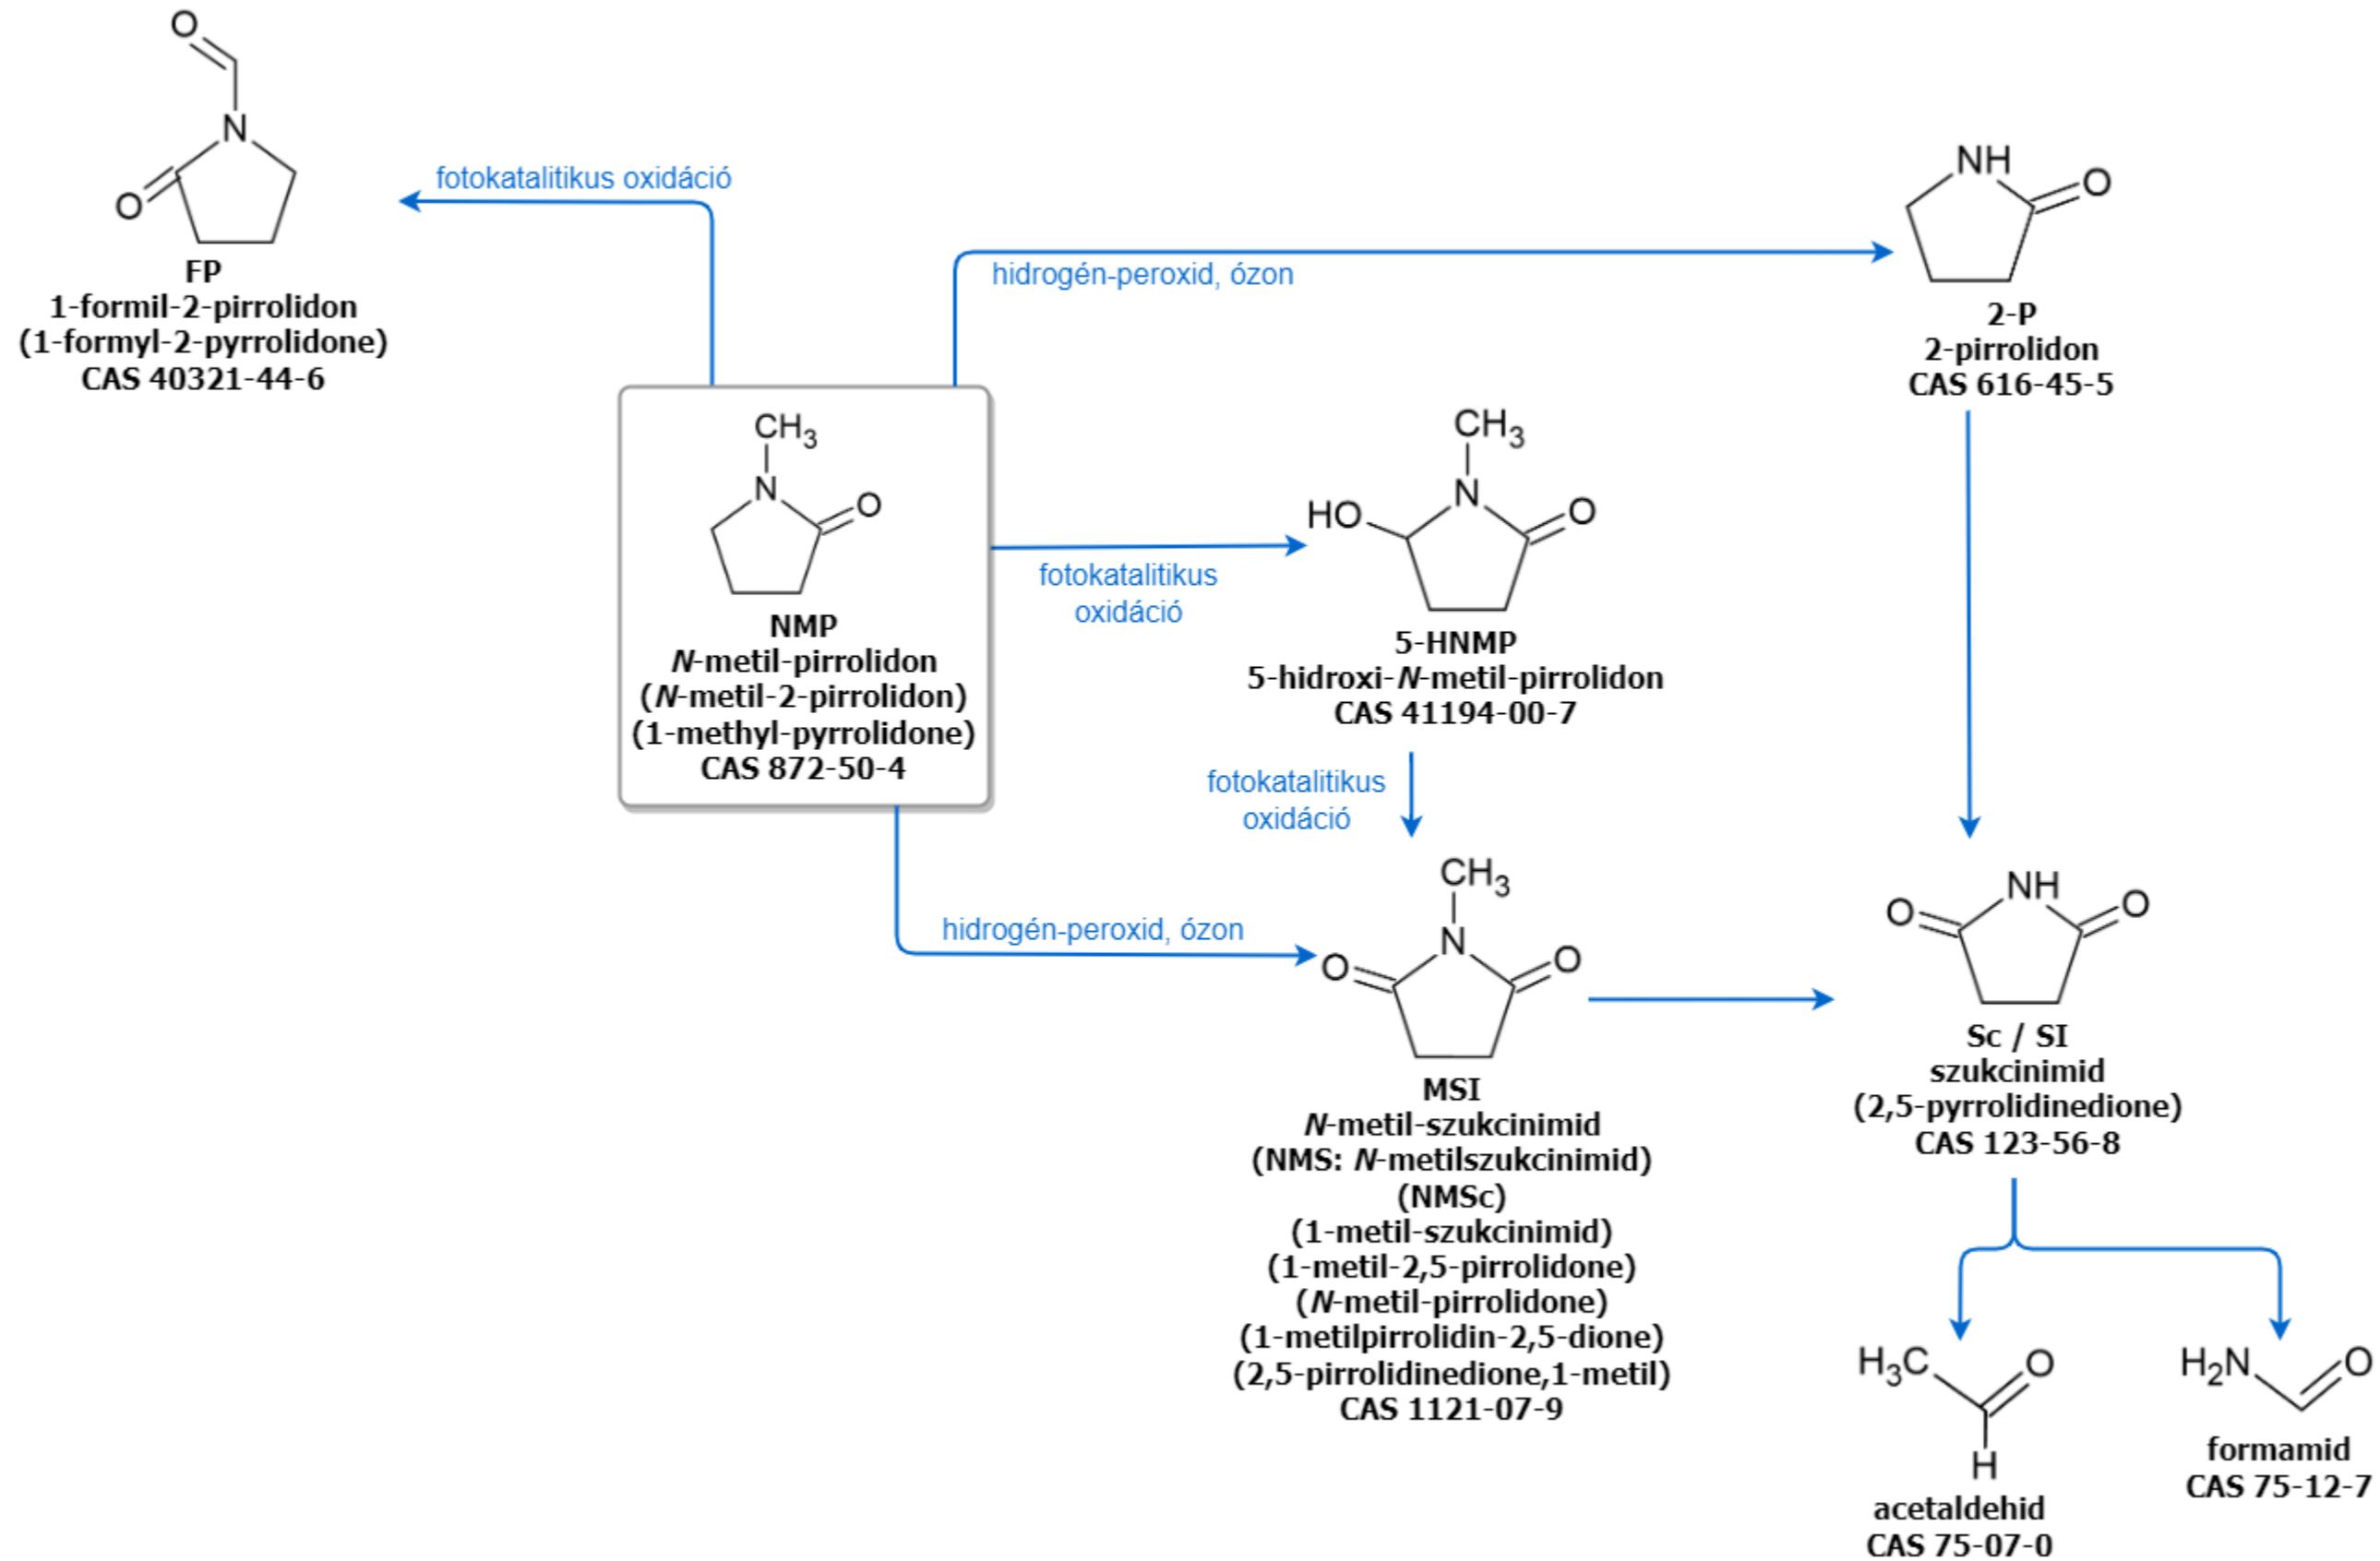 O
N
O
FP
1-formil-2-pirrolidon
(1-formyl-2-pyrrolidone)
CAS 40321-44-6
fotokatalitikus oxidáció
hidrogén-peroxid, ózon
NH
O
2-P
2-pirrolidon
CAS 616-45-5
CH3
N
O
NMP
N-metil-pirrolidon
(N-metil-2-pirrolidon)
(1-methyl-pyrrolidone)
CAS 872-50-4
fotokatalitikus
oxidáció
CH3
HO
N
O
5-HNMP
5-hidroxi-N-metil-pirrolidon
CAS 41194-00-7
fotokatalitikus
oxidáció
hidrogén-peroxid, ózon
CH3
O
N
O
MSI
N-metil-szukcinimid
(NMS: N-metilszukcinimid)
(NMSc)
(1-metil-szukcinimid)
(1-metil-2,5-pirrolidone)
(N-metil-pirrolidone)
(1-metilpirrolidin-2,5-dione)
(2,5-pirrolidinedione,1-metil)
CAS 1121-07-9
NH
O
O
Sc / SI
szukcinimid
(2,5-pyrrolidinedione)
CAS 123-56-8
H3C
O
H
acetaldehid
CAS 75-07-0
H2N
O
formamid
CAS 75-12-7